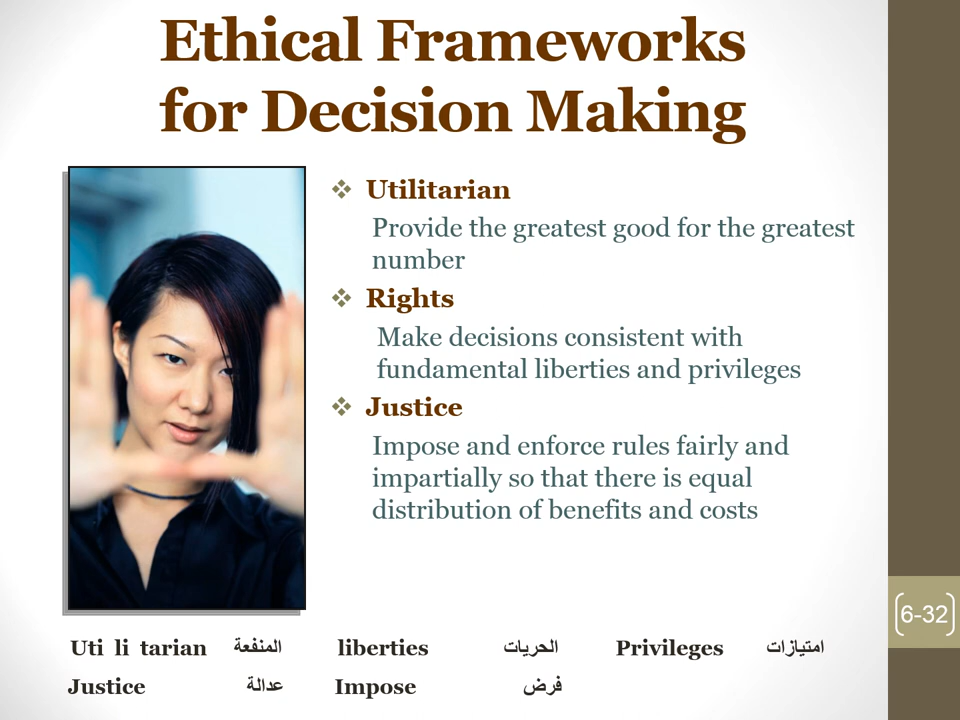 Ethical Frameworks
for Decision Making
❖ Utilitarian
Provide the greatest good for the greatest
number
❖ Rights
Make decisions consistent with
fundamental liberties and privileges
❖ Justice
Impose and enforce rules fairly and
impartially so that there is equal
distribution of benefits and costs
6-32
Uti li tarian المنفعة liberties الحريات Privileges امتيازات
Justice عدالة Impose فرض